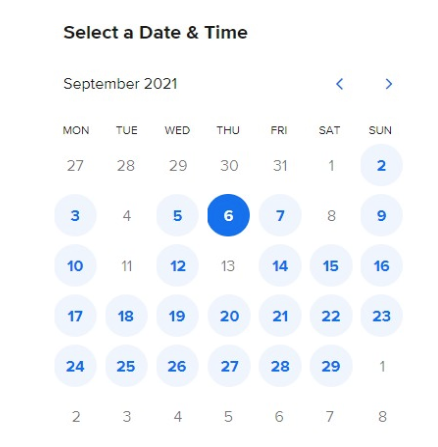 Select a Date & Time
September 2021
MON TUE WED THU FRI SAT SUN
27 28 29 30 31 1 2
3 4 5 6 7 8 9
10 11 12 13 14 15 16
17 18 19 20 21 22 23
24 25 26 27 28 29 1
2 3 4 5 6 7 8